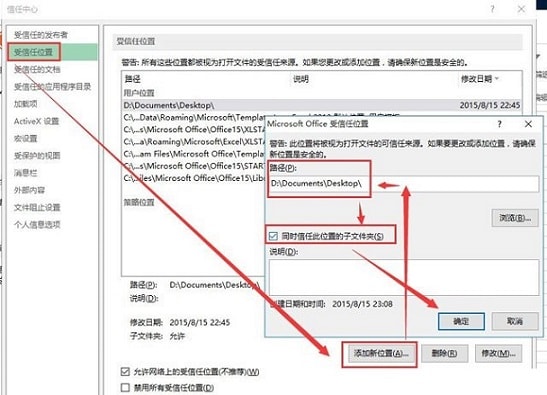 信任中心
受信任的发布者
受信任位置
受信任的文档
受信任的应用程序目录
加载项
ActiveX 设置
宏设置
受保护的视图
消息栏
外部内容
文件阻止设置
个人信息选项
受信任位置
警告: 所有这些位置都被视为打开文件的受信任来源。如果您更改或添加位置，请确保新位置是安全的。
路径 说明 修改日期
用户位置
D:\Documents\Desktop\ 2015/8/15 22:45
C:\...Data\Roaming\Microsoft\Templat
C:\...s\Microsoft Office\Office15\XLSTA
C:\...a\Roaming\Microsoft\Excel\XLSTA
C:\...am Files\Microsoft Office\Templat
C:\...s\Microsoft Office\Office15\START
C:\...iles\Microsoft Office\Office15\Libr
策略位置
路径: D:\Documents\Desktop\
说明(D):
修改日期: 2015/8/15 22:45
子文件夹: 允许
添加新位置(A)...
删除(R)
修改(M)...
允许网络上的受信任位置(不推荐)(W)
禁用所有受信任位置(D)
Microsoft Office 受信任位置
警告: 此位置将被视为打开文件的可信任来源。如果要更改或添加位置，请确保
新位置是安全的。
路径(P):
D:\Documents\Desktop\
浏览(B)...
同时信任此位置的子文件夹(S)
说明(D):
创建日期和时间: 2015/8/15 23:08
确定
取消